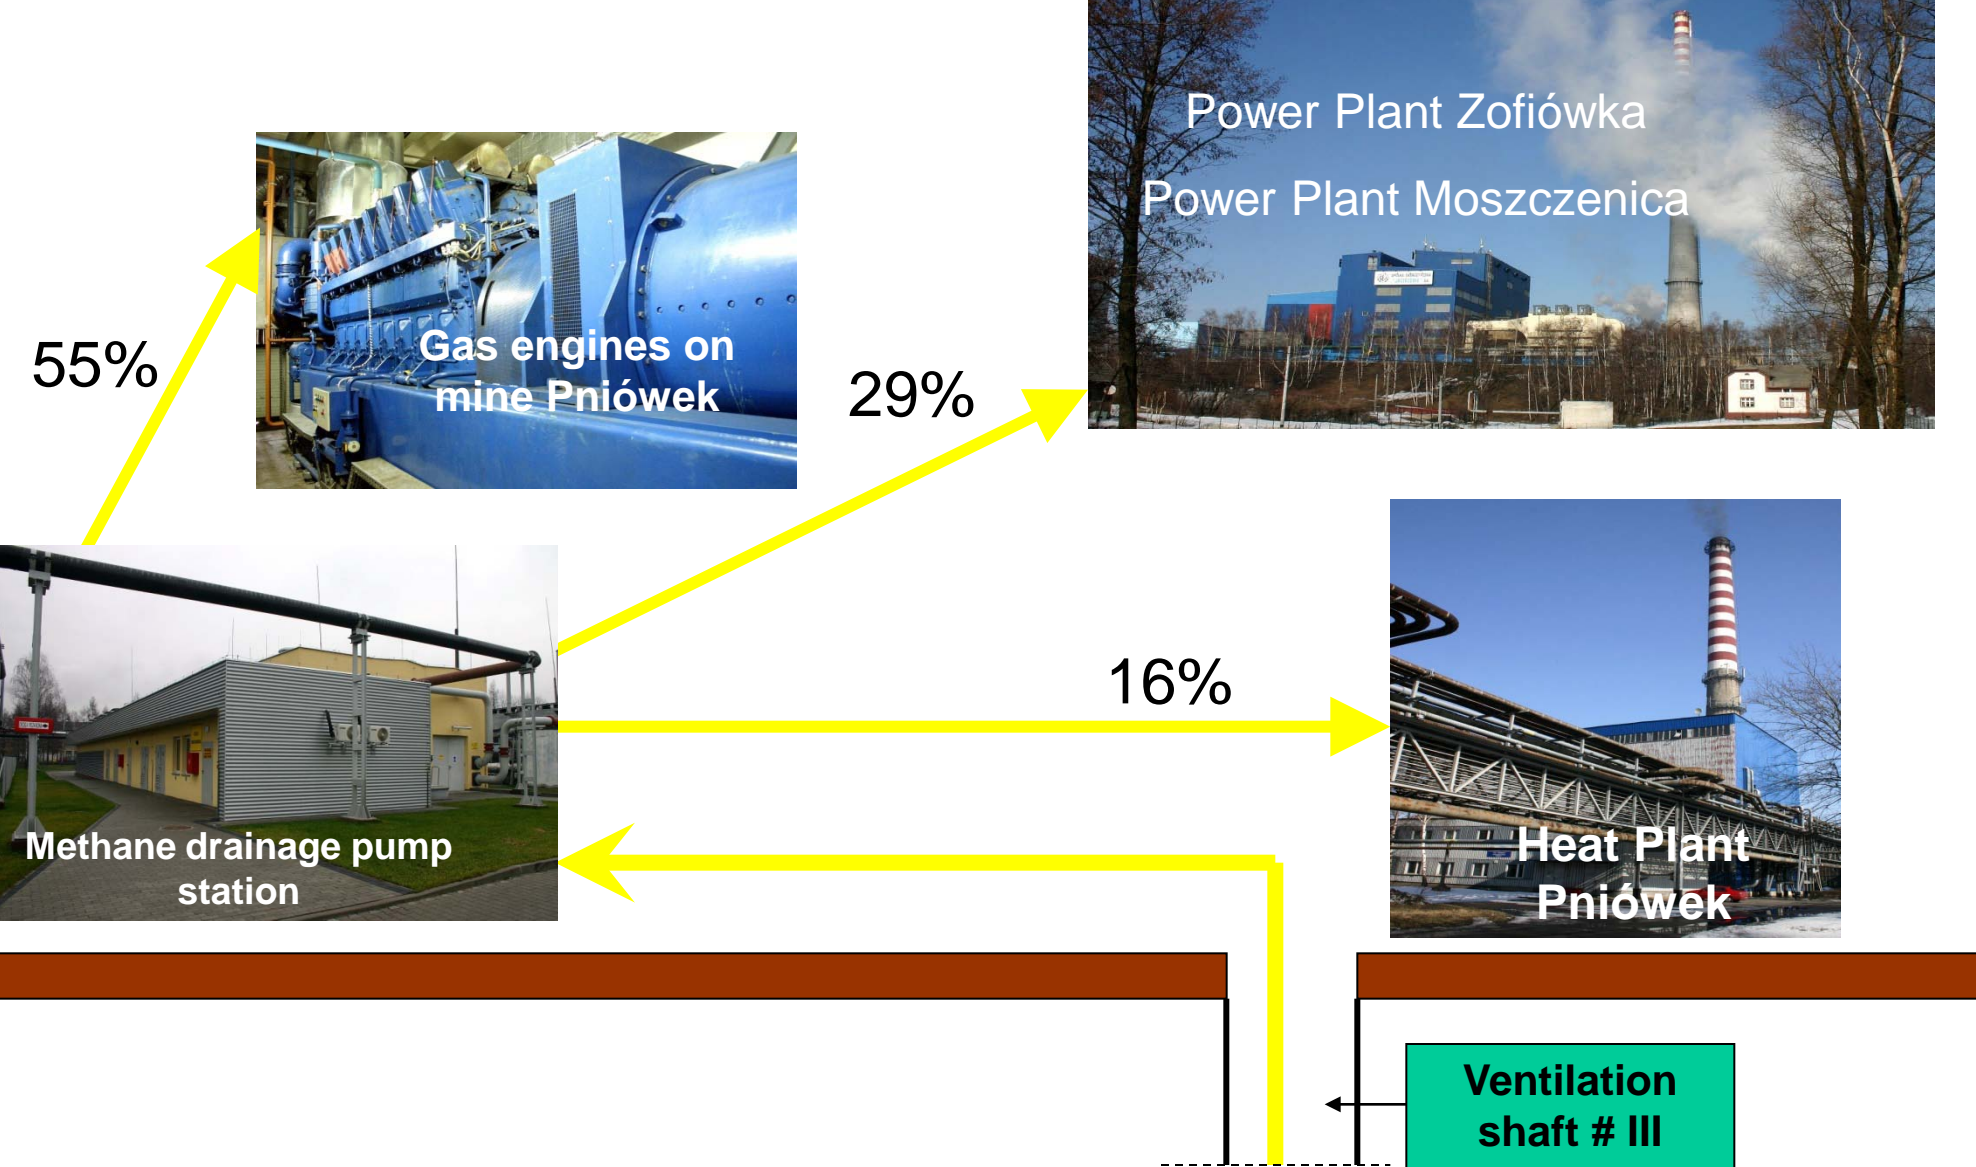 Power Plant Zofiówka
Power Plant Moszczenica
Gas engines on
mine Pniówek
55%
29%
16%
Methane drainage pump
station
Heat Plant
Pniówek
Ventilation
shaft # III